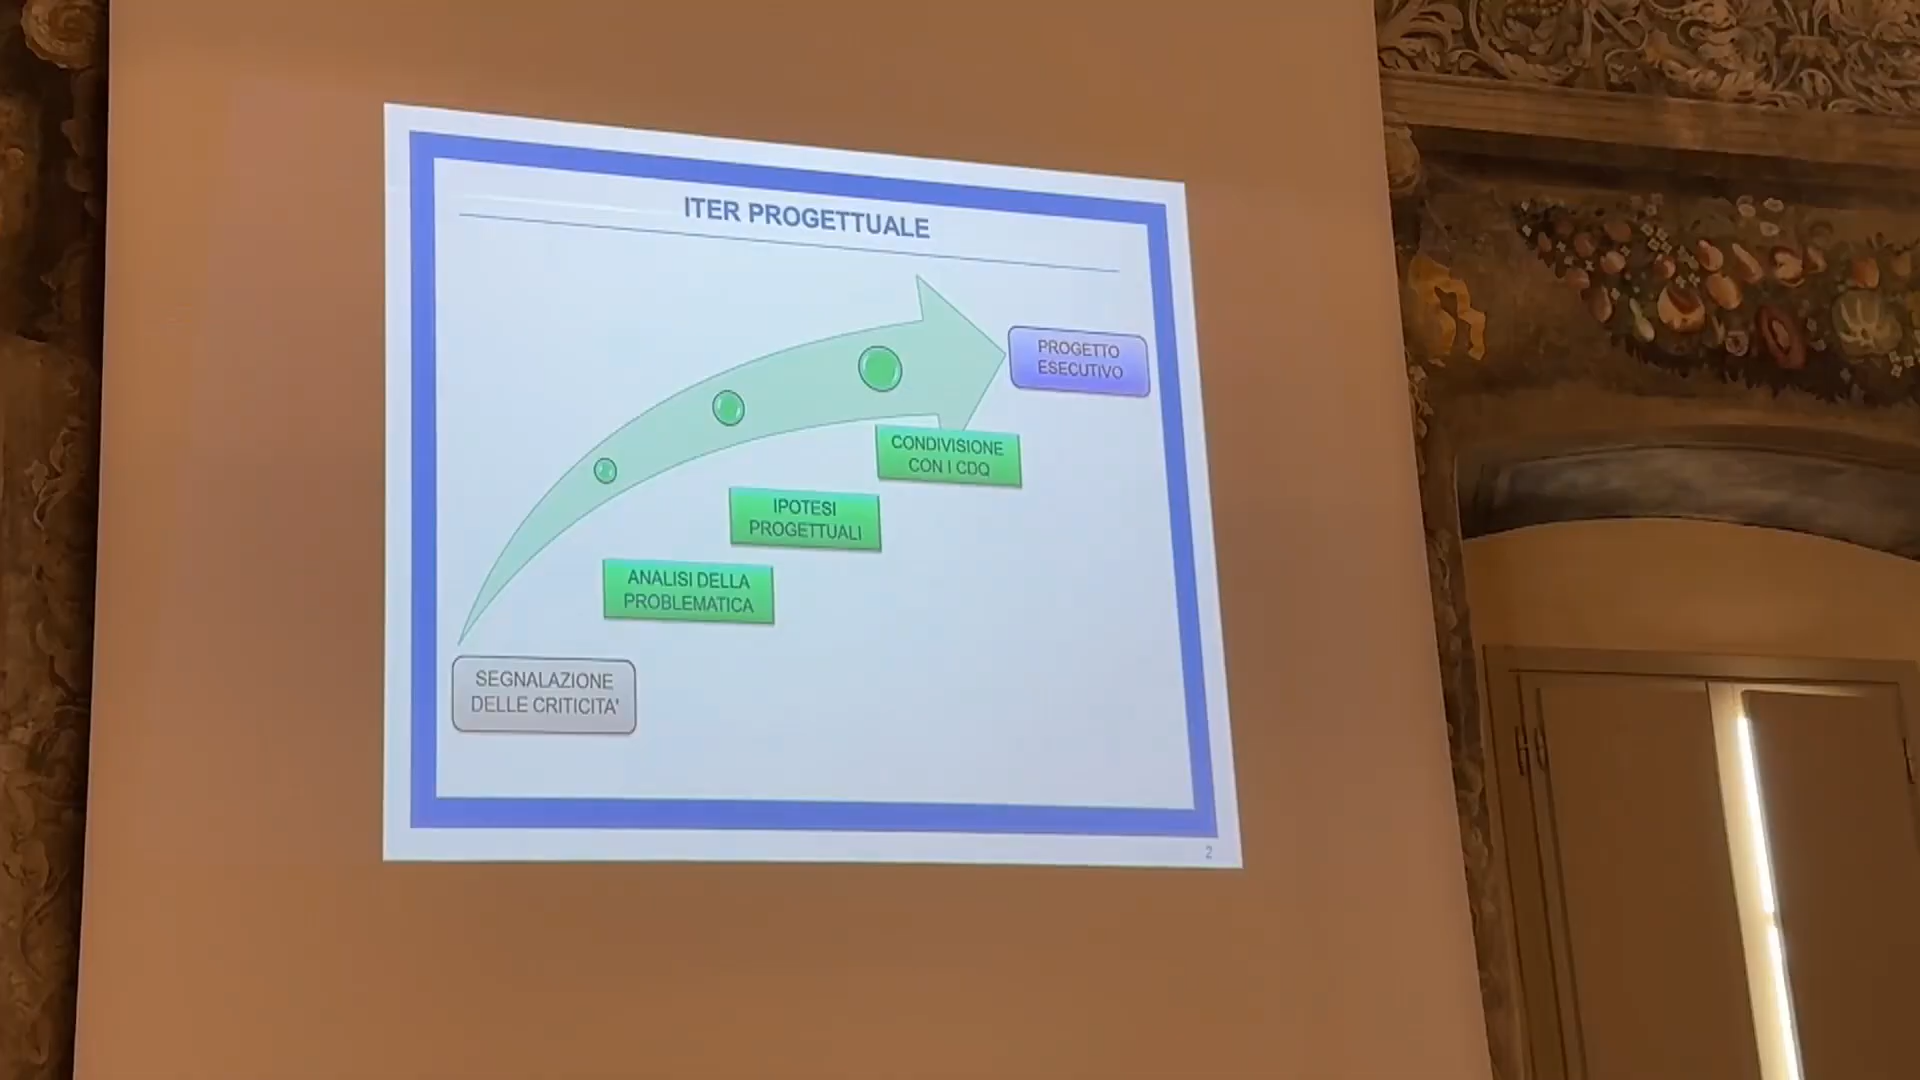 ITER PROGETTUALE
PROGETTO
ESECUTIVO
CONDIVISIONE
CON I CDQ
IPOTESI
PROGETTUALI
ANALISI DELLA
PROBLEMATICA
SEGNALAZIONE
DELLE CRITICITA'
2